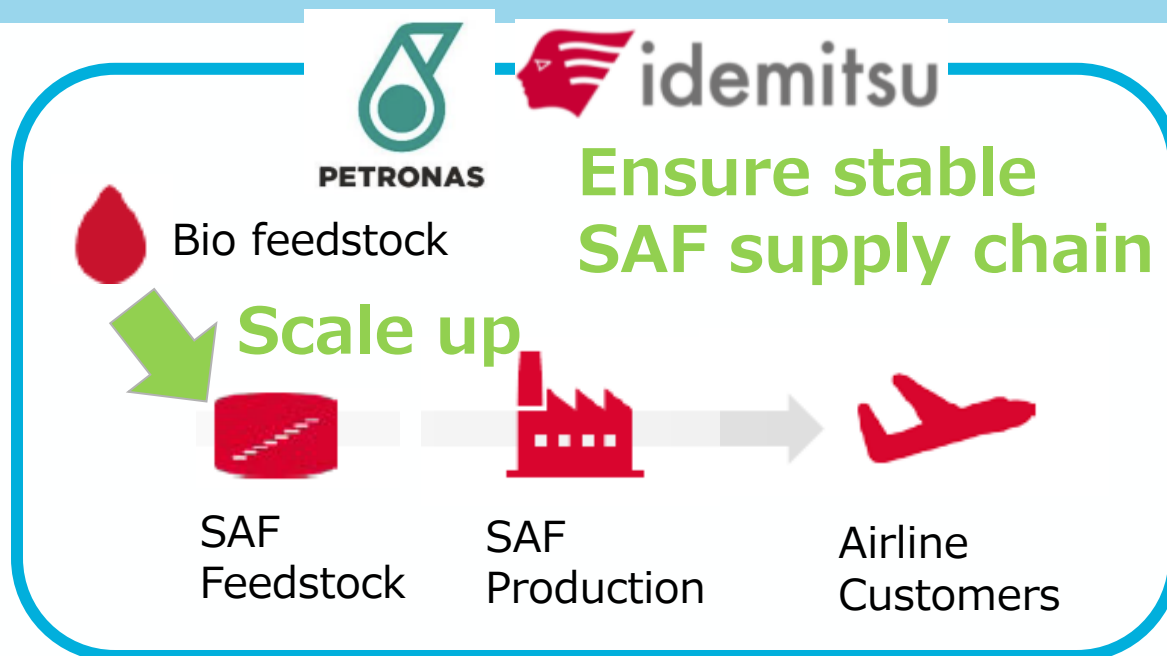 PETRONAS
idemitsu
Ensure stable
SAF supply chain
Bio feedstock
Scale up
SAF
Feedstock
SAF
Production
Airline
Customers